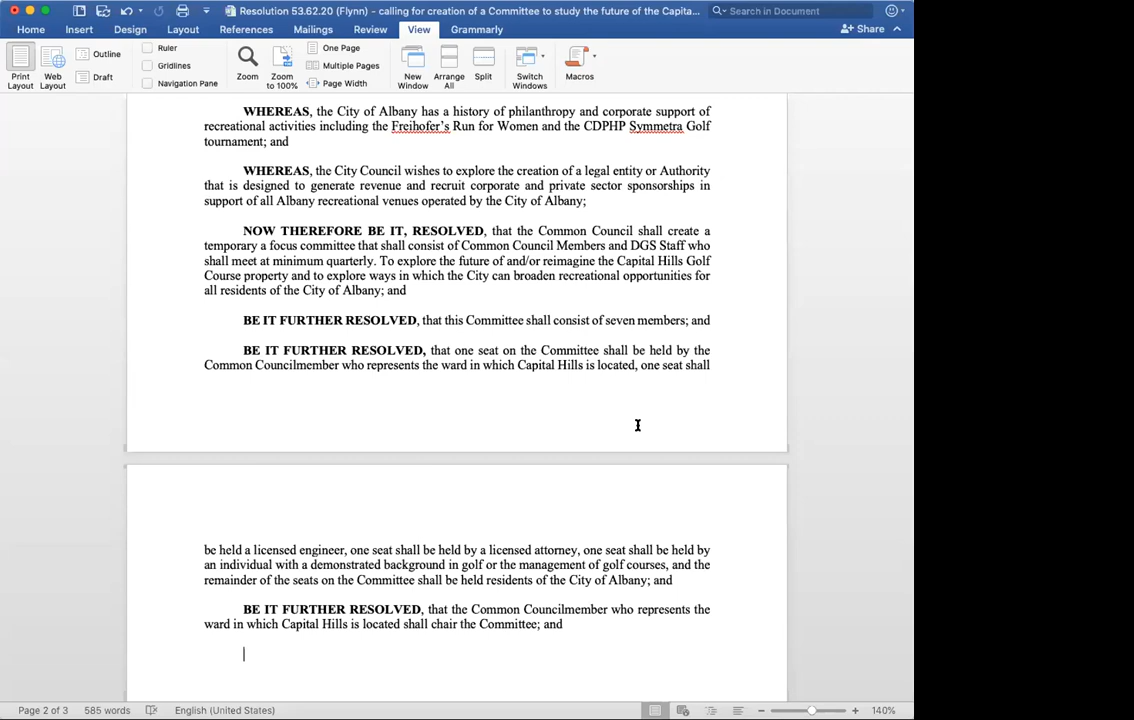 Resolution 53.62.20 (Flynn) - calling for creation of a Committee to study the future of the Capita...
Search in Document
Home Insert Design Layout References Mailings Review View Grammarly Share
Print Layout
Web Layout
Outline
Draft
Ruler
Gridlines
Navigation Pane
Zoom
Zoom to 100%
One Page
Multiple Pages
Page Width
New Window
Arrange All
Split
Switch Windows
Macros
WHEREAS, the City of Albany has a history of philanthropy and corporate support of
recreational activities including the Freihofer's Run for Women and the CDPHP Symmetra Golf
tournament; and
WHEREAS, the City Council wishes to explore the creation of a legal entity or Authority
that is designed to generate revenue and recruit corporate and private sector sponsorships in
support of all Albany recreational venues operated by the City of Albany;
NOW THEREFORE BE IT, RESOLVED, that the Common Council shall create a
temporary a focus committee that shall consist of Common Council Members and DGS Staff who
shall meet at minimum quarterly. To explore the future of and/or reimagine the Capital Hills Golf
Course property and to explore ways in which the City can broaden recreational opportunities for
all residents of the City of Albany; and
BE IT FURTHER RESOLVED, that this Committee shall consist of seven members; and
BE IT FURTHER RESOLVED, that one seat on the Committee shall be held by the
Common Councilmember who represents the ward in which Capital Hills is located, one seat shall
be held a licensed engineer, one seat shall be held by a licensed attorney, one seat shall be held by
an individual with a demonstrated background in golf or the management of golf courses, and the
remainder of the seats on the Committee shall be held residents of the City of Albany; and
BE IT FURTHER RESOLVED, that the Common Councilmember who represents the
ward in which Capital Hills is located shall chair the Committee; and
Page 2 of 3 585 words English (United States) 140%